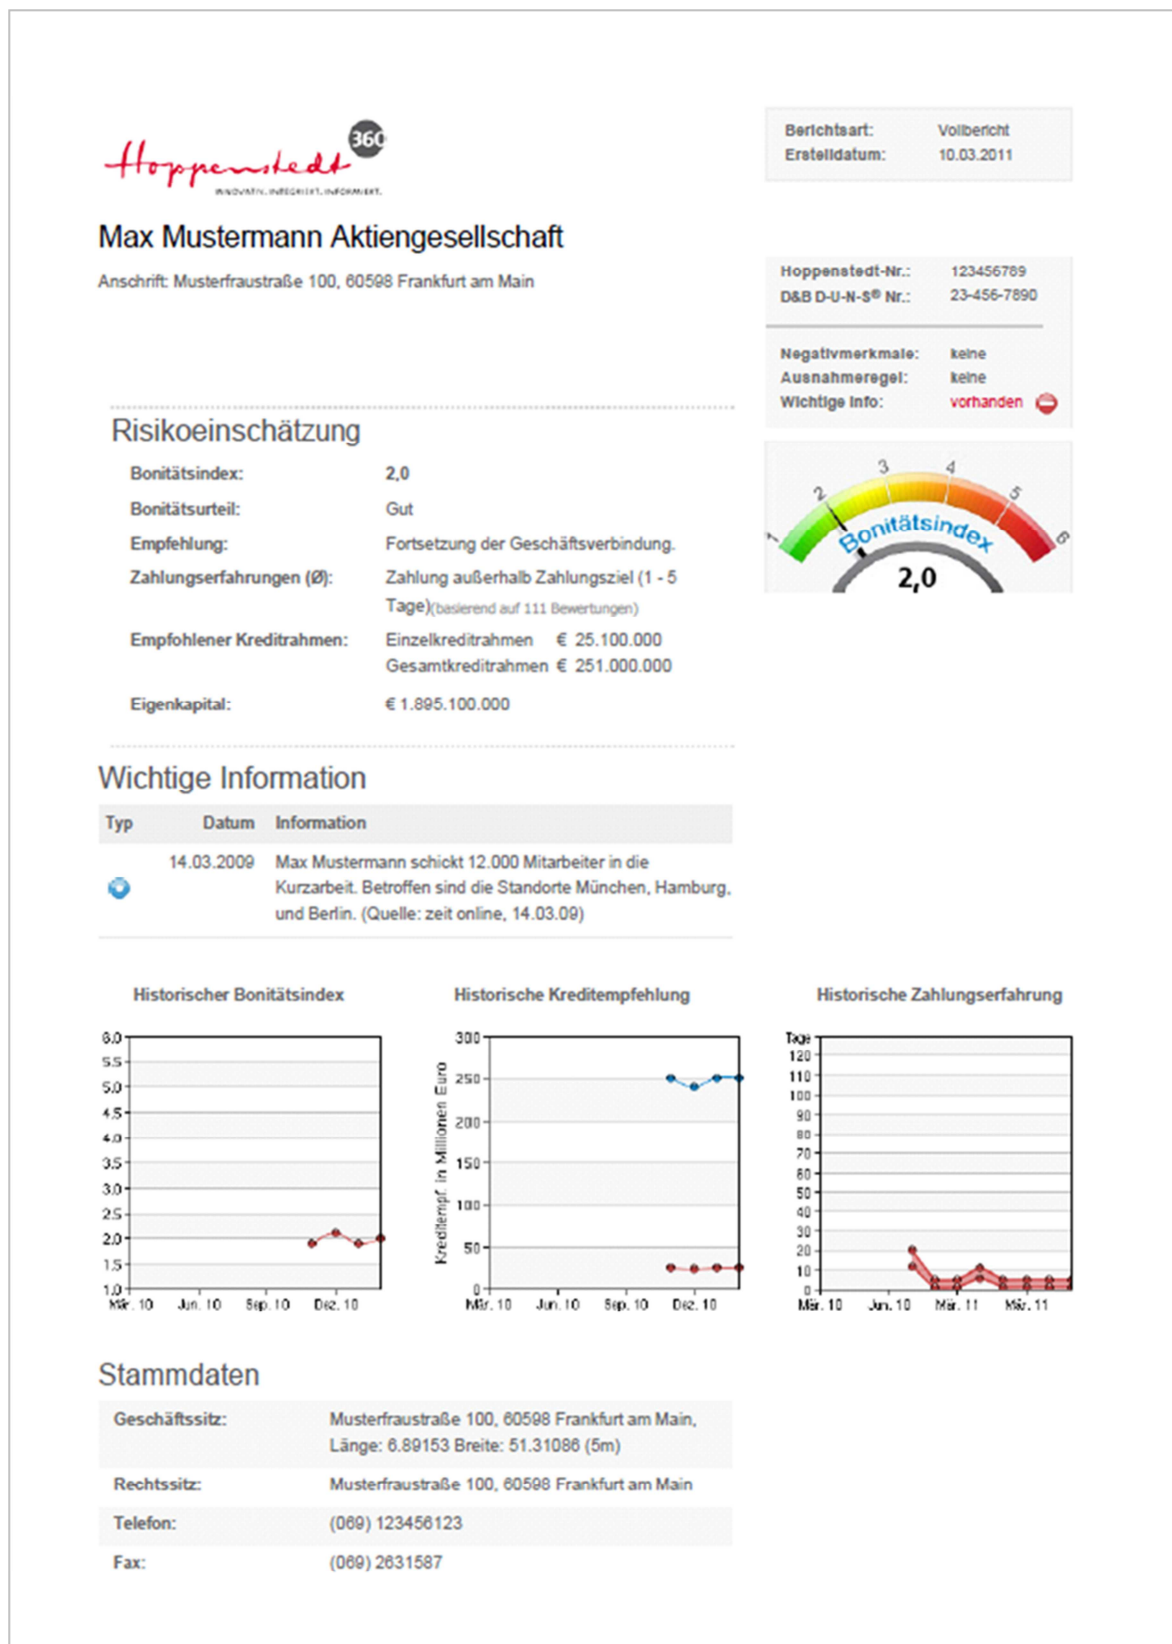 Hoppenstedt 360
INNOVATIV. INTEGRIERT. INFORMIERT.
Berichtsart: Vollbericht
Erstelldatum: 10.03.2011
Max Mustermann Aktiengesellschaft
Anschrift: Musterfraustraße 100, 60598 Frankfurt am Main
Hoppenstedt-Nr.: 123456789
D&B D-U-N-S® Nr.: 23-456-7890
Negativmerkmale: keine
Ausnahmeregel: keine
Wichtige Info: vorhanden
Risikoeinschätzung
Bonitätsindex: 2,0
Bonitätsurteil: Gut
Empfehlung: Fortsetzung der Geschäftsverbindung.
Zahlungserfahrungen (Ø): Zahlung außerhalb Zahlungsziel (1 - 5
Tage)(basierend auf 111 Bewertungen)
Empfohlener Kreditrahmen: Einzelkreditrahmen € 25.100.000
Gesamtkreditrahmen € 251.000.000
Eigenkapital: € 1.895.100.000
1 2 3 4 5 6
Bonitätsindex
2,0
Wichtige Information
Typ Datum Information
14.03.2009 Max Mustermann schickt 12.000 Mitarbeiter in die
Kurzarbeit. Betroffen sind die Standorte München, Hamburg,
und Berlin. (Quelle: zeit online, 14.03.09)
Historischer Bonitätsindex
6.0
5.5
5.0
4.5
4.0
3.5
3.0
2.5
2.0
1.5
1.0
Mär. 10 Jun. 10 Sep. 10 Dez. 10
Historische Kreditempfehlung
Kreditempf. in Millionen Euro
300
250
200
150
100
50
0
Mär. 10 Jun. 10 Sep. 10 Dez. 10
Historische Zahlungserfahrung
Tage
120
110
100
90
80
70
60
50
40
30
20
10
0
Mär. 10 Jun. 10 Mär. 11 Mär. 11
Stammdaten
Geschäftssitz: Musterfraustraße 100, 60598 Frankfurt am Main,
Länge: 6.89153 Breite: 51.31086 (5m)
Rechtssitz: Musterfraustraße 100, 60598 Frankfurt am Main
Telefon: (069) 123456123
Fax: (069) 2631587